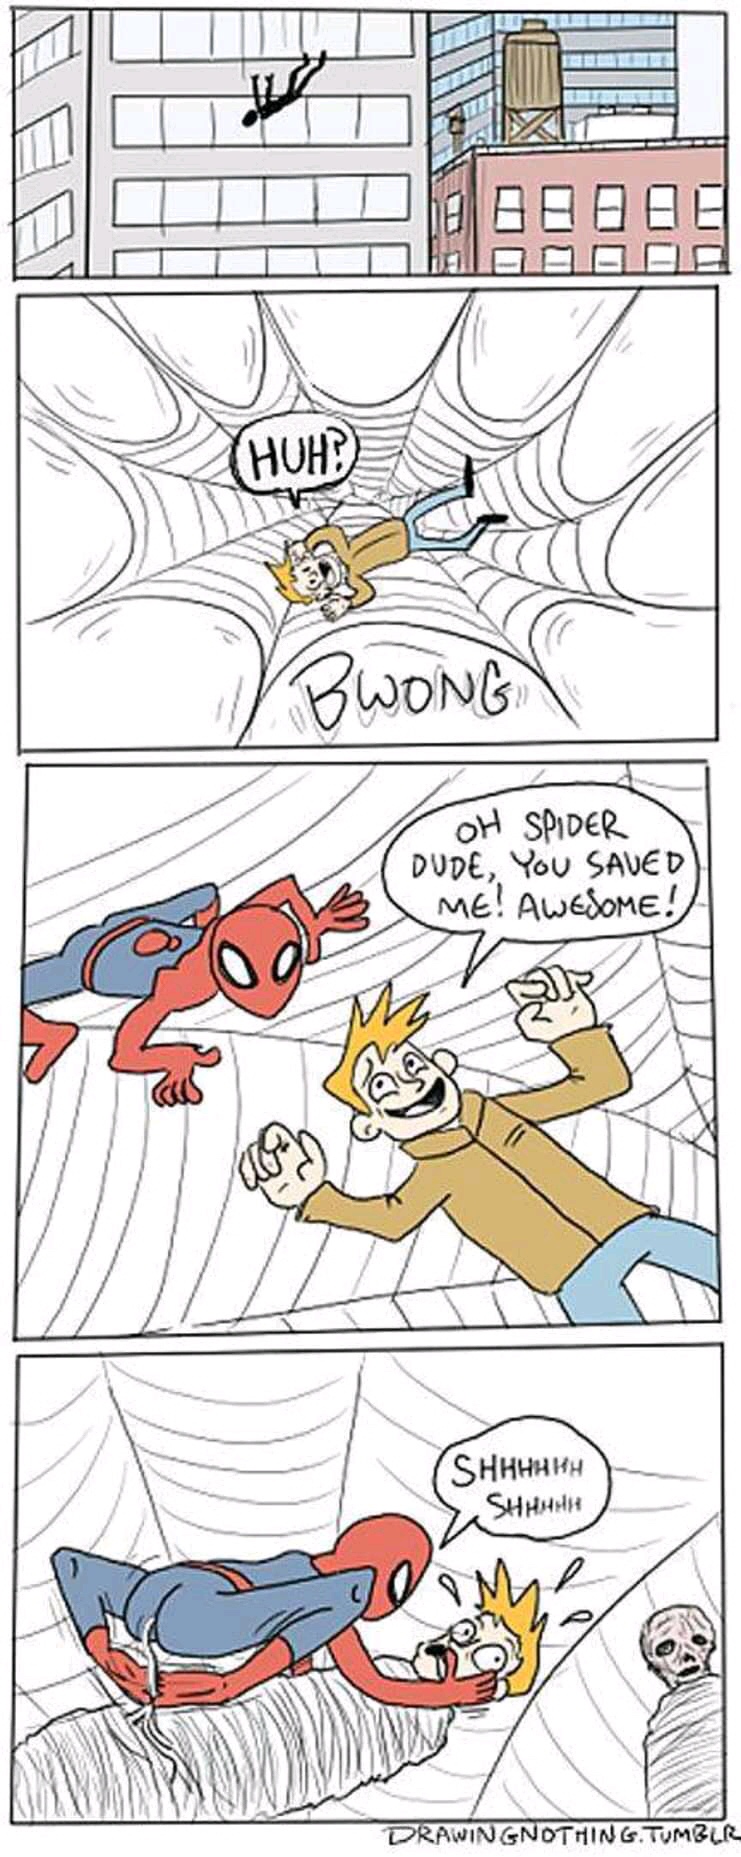 HUH?
BWONG
OH SPIDER
DUDE, YOU SAVED
ME! AWESOME!
SHHHHHH
SHHHHH
DRAWINGNOTHING.TUMBLR